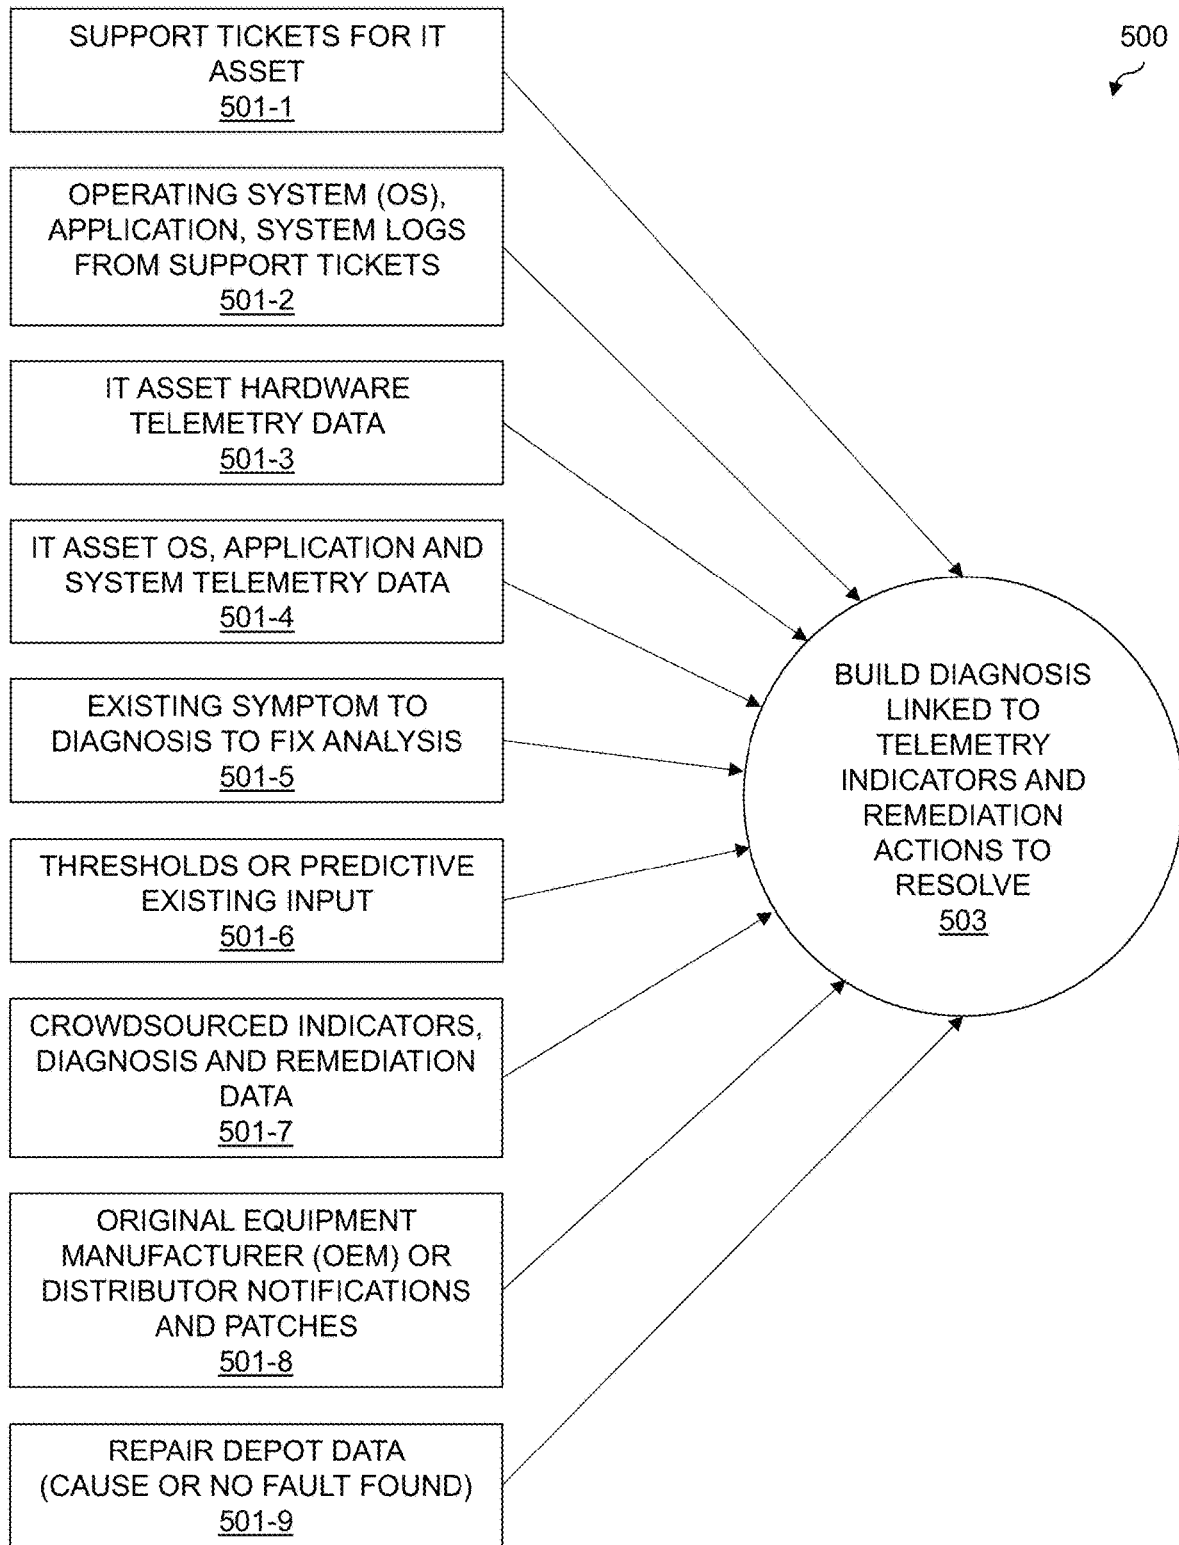 SUPPORT TICKETS FOR IT
ASSET
501-1
500
OPERATING SYSTEM (OS),
APPLICATION, SYSTEM LOGS
FROM SUPPORT TICKETS
501-2
IT ASSET HARDWARE
TELEMETRY DATA
501-3
IT ASSET OS, APPLICATION AND
SYSTEM TELEMETRY DATA
501-4
EXISTING SYMPTOM TO
DIAGNOSIS TO FIX ANALYSIS
501-5
THRESHOLDS OR PREDICTIVE
EXISTING INPUT
501-6
CROWDSOURCED INDICATORS,
DIAGNOSIS AND REMEDIATION
DATA
501-7
ORIGINAL EQUIPMENT
MANUFACTURER (OEM) OR
DISTRIBUTOR NOTIFICATIONS
AND PATCHES
501-8
REPAIR DEPOT DATA
(CAUSE OR NO FAULT FOUND)
501-9
BUILD DIAGNOSIS
LINKED TO
TELEMETRY
INDICATORS AND
REMEDIATION
ACTIONS TO
RESOLVE
503